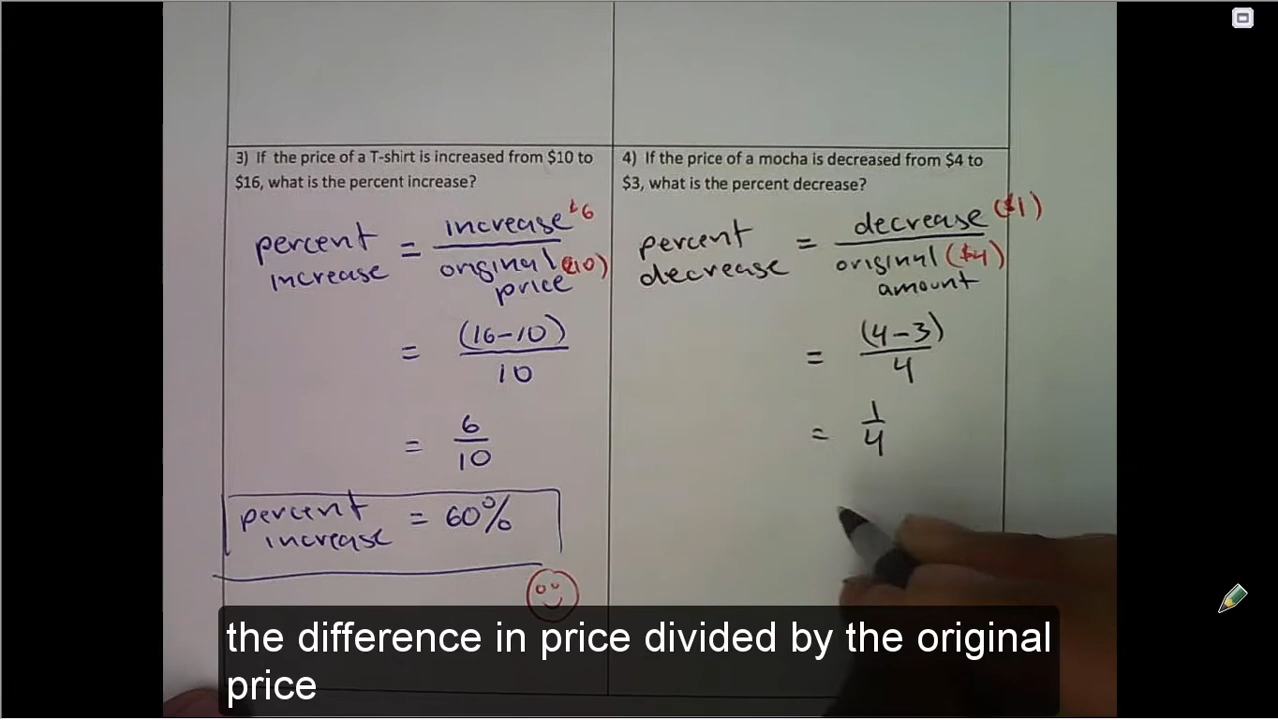 3) If the price of a T-shirt is increased from $10 to
$16, what is the percent increase?
percent
increase
=
increase $6
original (10)
price
= (16-10)
10
= 6
10
percent
increase
= 60%
4) If the price of a mocha is decreased from $4 to
$3, what is the percent decrease?
percent
decrease
=
decrease ($1)
original ($4)
amount
= (4-3)
4
= 1
4
the difference in price divided by the original
price